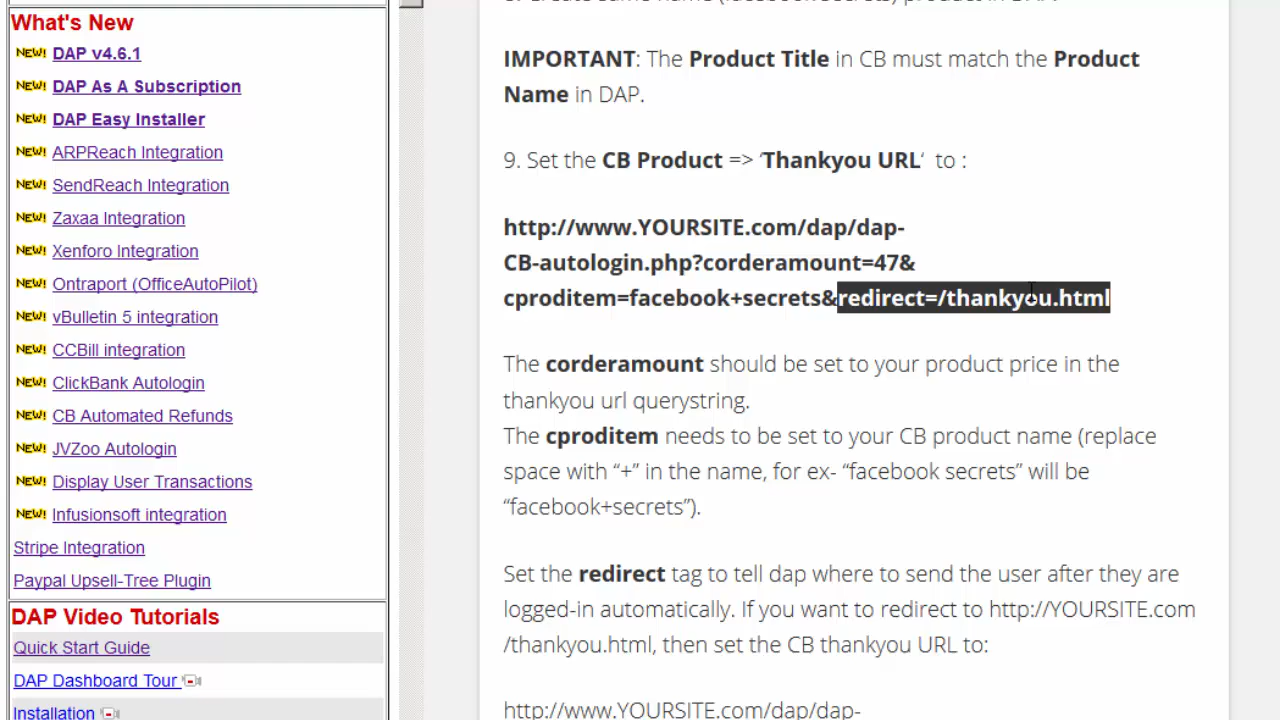 What's New
NEW! DAP v4.6.1
NEW! DAP As A Subscription
NEW! DAP Easy Installer
NEW! ARPReach Integration
NEW! SendReach Integration
NEW! Zaxaa Integration
NEW! Xenforo Integration
NEW! Ontraport (OfficeAutoPilot)
NEW! vBulletin 5 integration
NEW! CCBill integration
NEW! ClickBank Autologin
NEW! CB Automated Refunds
NEW! JVZoo Autologin
NEW! Display User Transactions
NEW! Infusionsoft integration
Stripe Integration
Paypal Upsell-Tree Plugin
DAP Video Tutorials
Quick Start Guide
DAP Dashboard Tour
Installation
IMPORTANT: The Product Title in CB must match the Product
Name in DAP.
9. Set the CB Product => ‘Thankyou URL‘ to :
http://www.YOURSITE.com/dap/dap-
CB-autologin.php?corderamount=47&
cproditem=facebook+secrets&redirect=/thankyou.html
The corderamount should be set to your product price in the
thankyou url querystring.
The cproditem needs to be set to your CB product name (replace
space with “+” in the name, for ex- “facebook secrets” will be
“facebook+secrets”).
Set the redirect tag to tell dap where to send the user after they are
logged-in automatically. If you want to redirect to http://YOURSITE.com
/thankyou.html, then set the CB thankyou URL to:
http://www.YOURSITE.com/dap/dap-